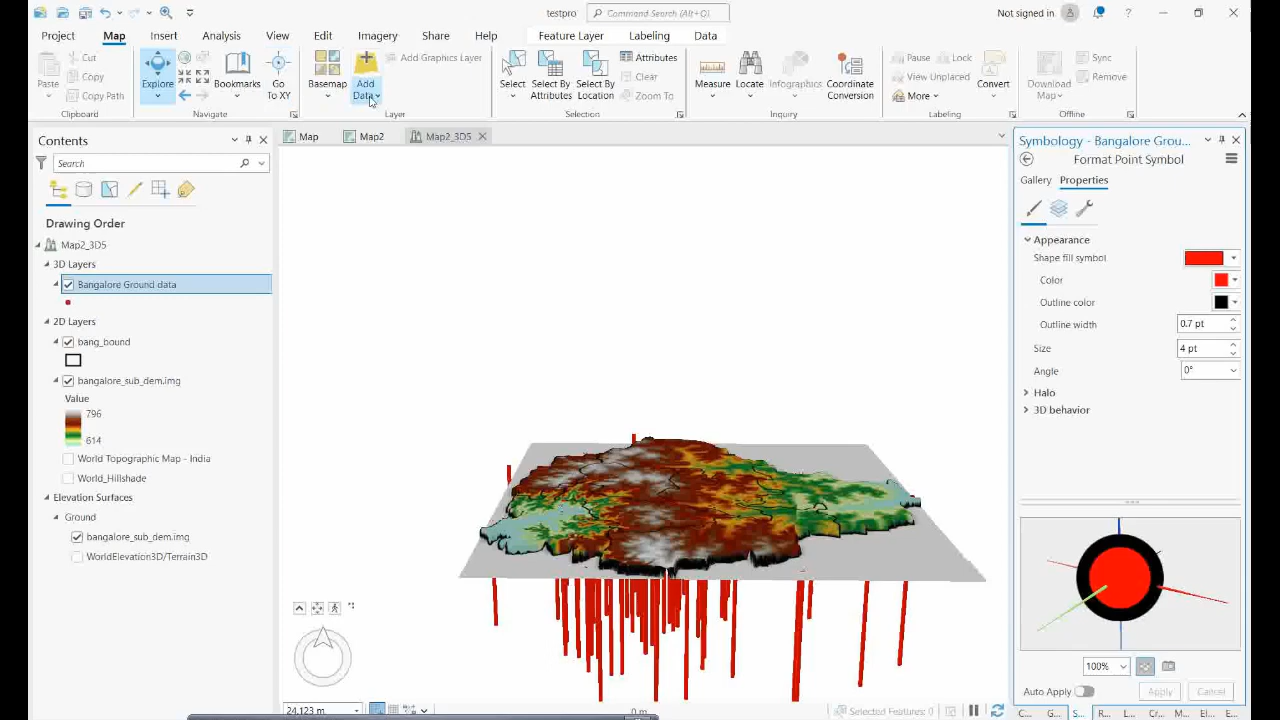 testpro
Command Search (Alt+Q)
Not signed in
Project Map Insert Analysis View Edit Imagery Share Help Feature Layer Labeling Data
Paste
Cut
Copy
Copy Path
Clipboard
Explore
Bookmarks
Go
To XY
Navigate
Basemap
Add
Data
Add Graphics Layer
Layer
Select
Select By
Attributes
Select By
Location
Attributes
Clear
Zoom To
Selection
Measure
Locate
Infographics
Coordinate
Conversion
Inquiry
Pause
Lock
View Unplaced
More
Convert
Labeling
Download
Map
Sync
Remove
Offline
Contents
Search
Drawing Order
Map2_3D5
3D Layers
Bangalore Ground data
2D Layers
bang_bound
bangalore_sub_dem.img
Value
796
614
World Topographic Map - India
World_Hillshade
Elevation Surfaces
Ground
bangalore_sub_dem.img
WorldElevation3D/Terrain3D
Map Map2 Map2_3D5
24.123 m
0 m
Selected Features: 0
Symbology - Bangalore Grou...
Format Point Symbol
Gallery Properties
Appearance
Shape fill symbol
Color
Outline color
Outline width 0.7 pt
Size 4 pt
Angle 0°
Halo
3D behavior
100%
Auto Apply
Apply
Cancel
C... G... S... R... L... Cr... M... El... E...